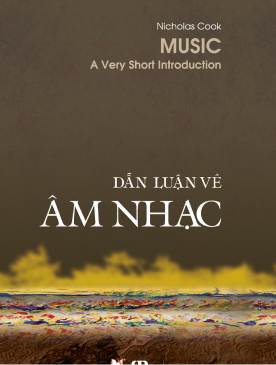 Nicholas Cook
MUSIC
A Very Short Introduction
DẪN LUẬN VỀ
ÂM NHẠC